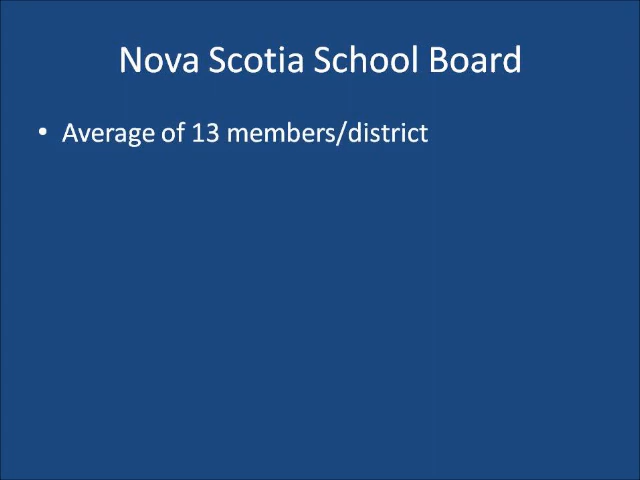 Nova Scotia School Board
• Average of 13 members/district